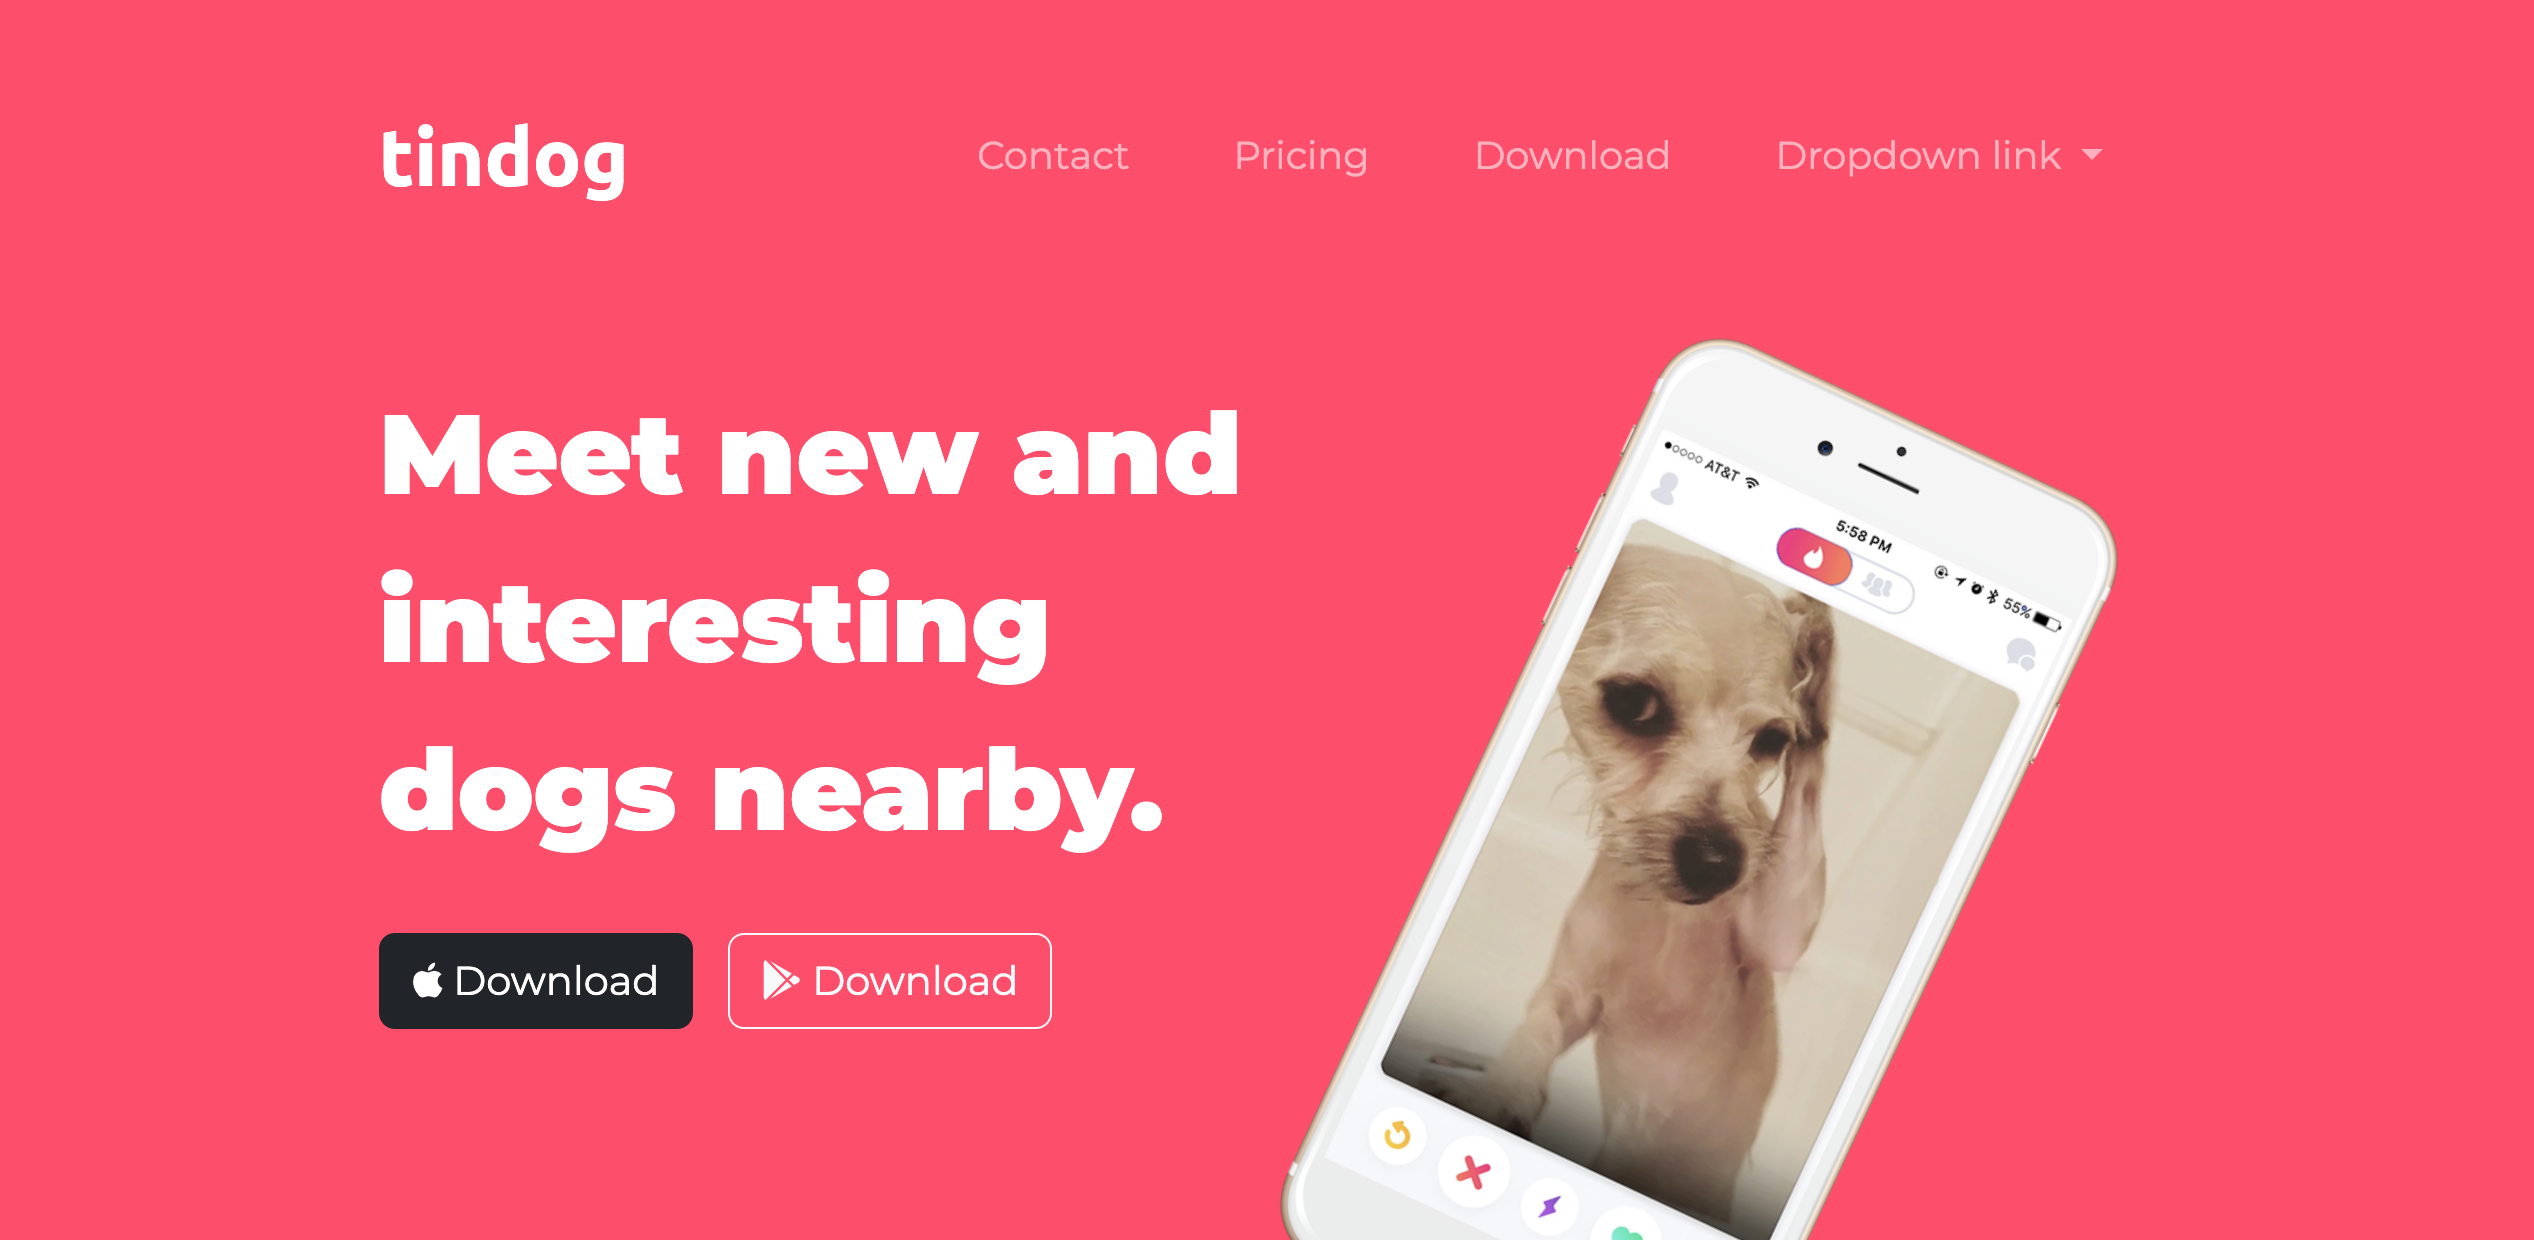 tindog
Contact Pricing Download Dropdown link
Meet new and
interesting
dogs nearby.
Download Download
AT&T 5:58 PM 55%